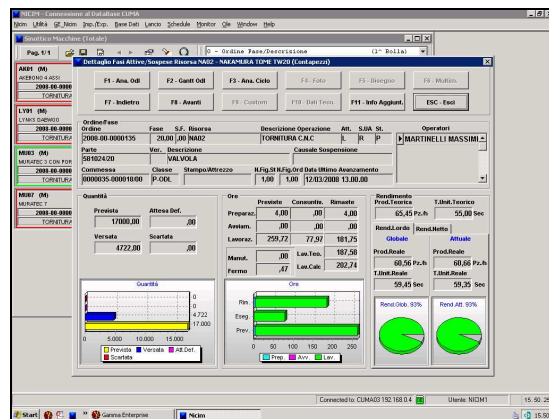 NICIM - Connessione al DataBase CUMA
Nicim Utilità GT_Nicim Imp./Exp. Base Dati Lancio Schedule Monitor Ole Window Help
Sinottico Macchine (Totale)
Pag. 1/1
0 - Ordine Fase/Descrizione (1^ Bolla)
AK01 (M)
AKEBONO 4 ASSI
2008-00-0000
TORNITURA
LY01 (M)
LYNKS DAEWOO
2008-00-0000
TORNITURA
MU03 (M)
MURATEC 3 CON POR
2008-00-0000
TORNITURA
MU07 (M)
MURATEC 7
2008-00-0000
TORNITURA
Dettaglio Fasi Attive/Sospese Risorsa NA02 - NAKAMURA TOME TW20 (Contapezzi)
F1 - Ana. Odl F2 - Gantt Odl F3 - Ana. Ciclo F4 - Foto F5 - Disegno F6 - Multim.
F7 - Indietro F8 - Avanti F9 - Custom F10 - Dati Tecn. F11 - Info Aggiunt. ESC - Esci
Ordine/Fase
Ordine Fase S.F. Risorsa Descrizione Operazione Att. S.UA St. Operatori
2008-00-0000135 20,00 ,00 NA02 TORNITURA C.N.C L R P MARTINELLI MASSIMI
Parte Ver. Descrizione Causale Sospensione
5B1024/20 VALVOLA
Commessa Classe Stampo/Attrezzo N.Fig.St N.Fig.Ord Data Ultimo Avanzamento
0000035-000018/00 P-ODL 1,00 1,00 12/03/2008 13.00.00
Quantità
Prevista Attesa Def.
17000,00 ,00
Versata Scartata
4722,00 ,00
Ore
Previste Consuntiv. Rimaste
Preparaz. 4,00 ,00 4,00
Avviam. ,00 ,00 ,00
Lavoraz. 259,72 77,97 181,75
Manut. ,00 Lav.Teo. 187,58
Fermo ,47 Lav.Calc 202,74
Rendimento
Prod.Teorica T.Unit.Teorico
65,45 Pz./h 55,00 Sec
Rend.Lordo Rend.Netto
Globale Attuale
Prod.Reale Prod.Reale
60,56 Pz./h 60,66 Pz./h
T.Unit.Reale T.Unit.Reale
59,45 Sec 59,35 Sec
Quantità
0
0
4.722
17.000
0 5.000 10.000 15.000
Prevista Versata Att.Def.
Scartata
Ore
Rim.
Eseg.
Prev.
0 50 100 150 200 250
Prep. Avv. Lav.
Rend.Glob. 93%
Rend.Att. 93%
Connected to: CUMA03 192.168.0.4 Utente: NICIM1 15.50.25
Start Gamma Enterprise Nicim 15.50